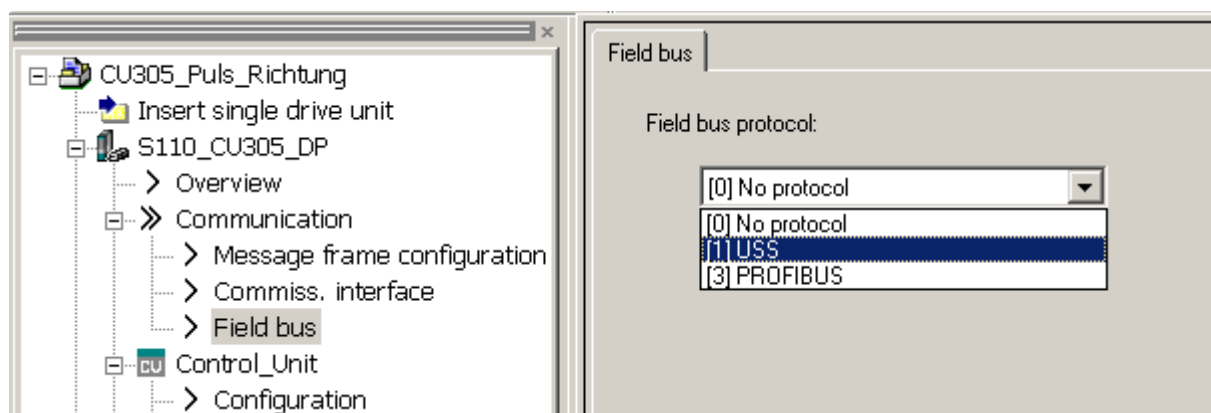 CU305_Puls_Richtung
Insert single drive unit
S110_CU305_DP
Overview
Communication
Message frame configuration
Commiss. interface
Field bus
CU Control_Unit
Configuration
Field bus
Field bus protocol:
[0] No protocol
[0] No protocol
[1] USS
[3] PROFIBUS